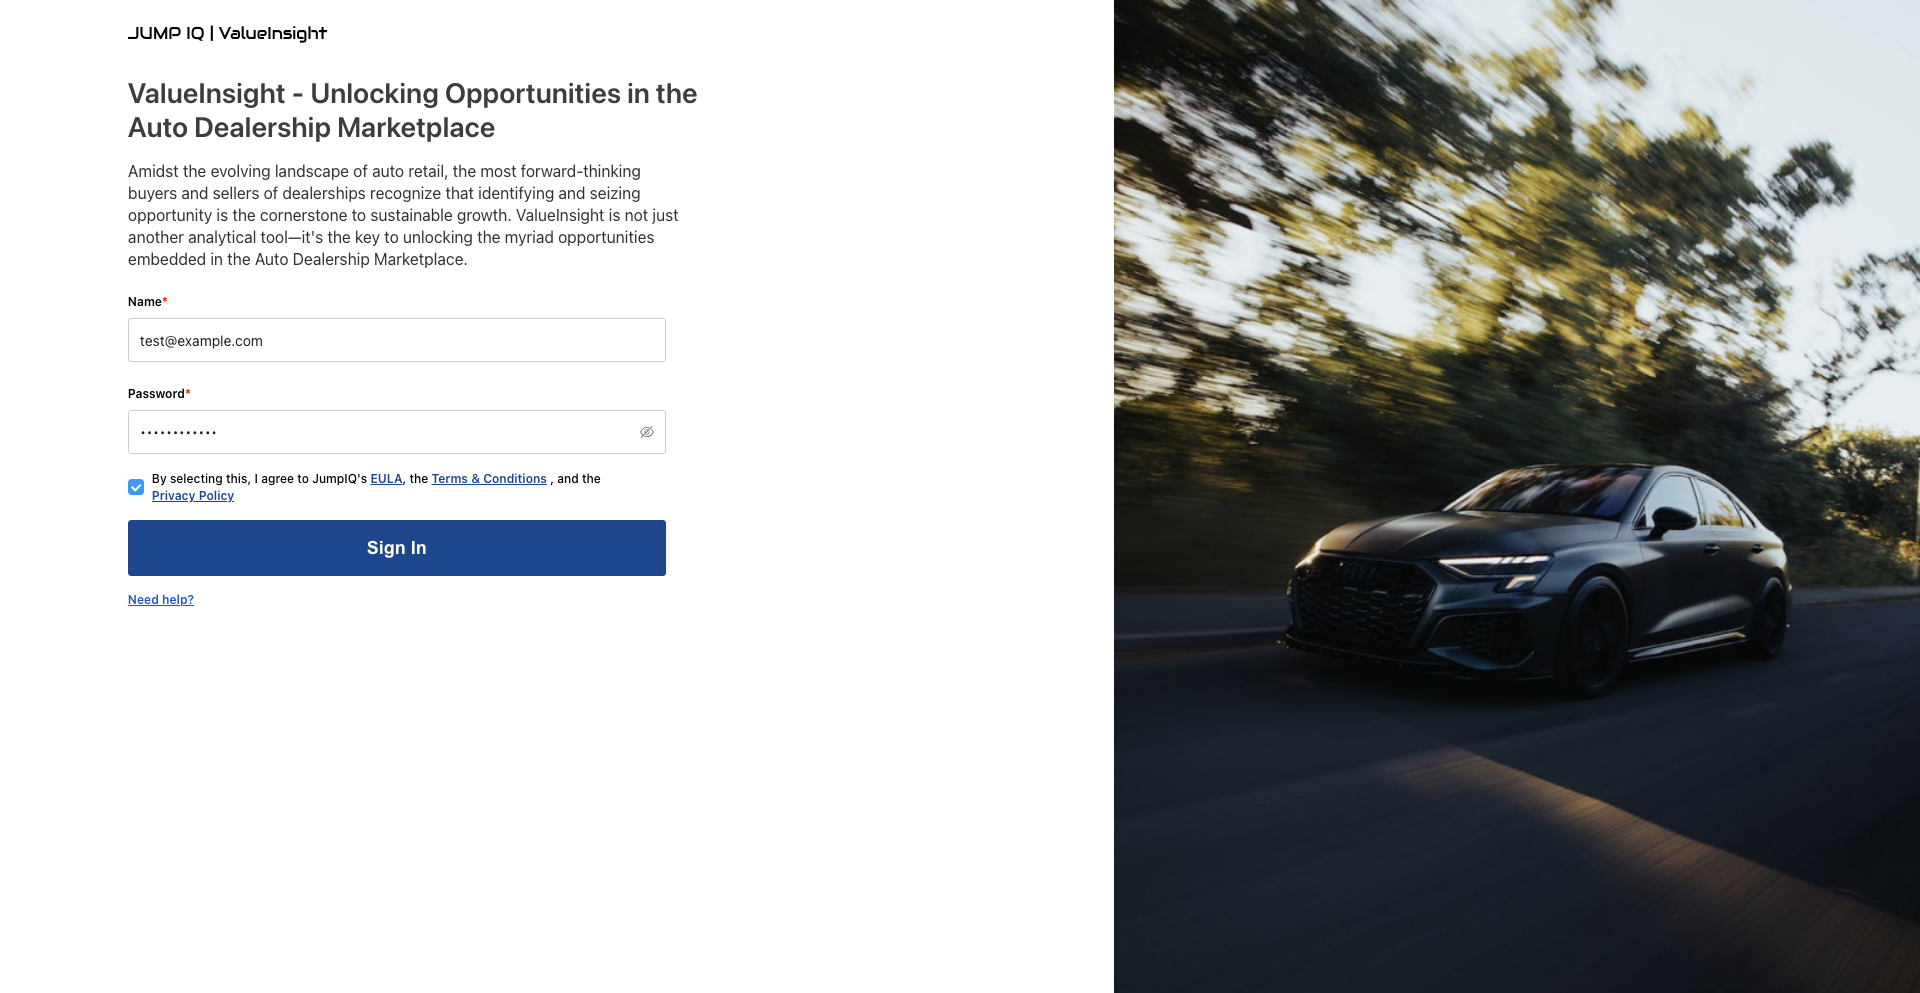 JUMP IQ | ValueInsight
ValueInsight - Unlocking Opportunities in the
Auto Dealership Marketplace
Amidst the evolving landscape of auto retail, the most forward-thinking
buyers and sellers of dealerships recognize that identifying and seizing
opportunity is the cornerstone to sustainable growth. ValueInsight is not just
another analytical tool—it's the key to unlocking the myriad opportunities
embedded in the Auto Dealership Marketplace.
Name*
test@example.com
Password*
••••••••••••
By selecting this, I agree to JumpIQ's EULA, the Terms & Conditions , and the
Privacy Policy
Sign In
Need help?